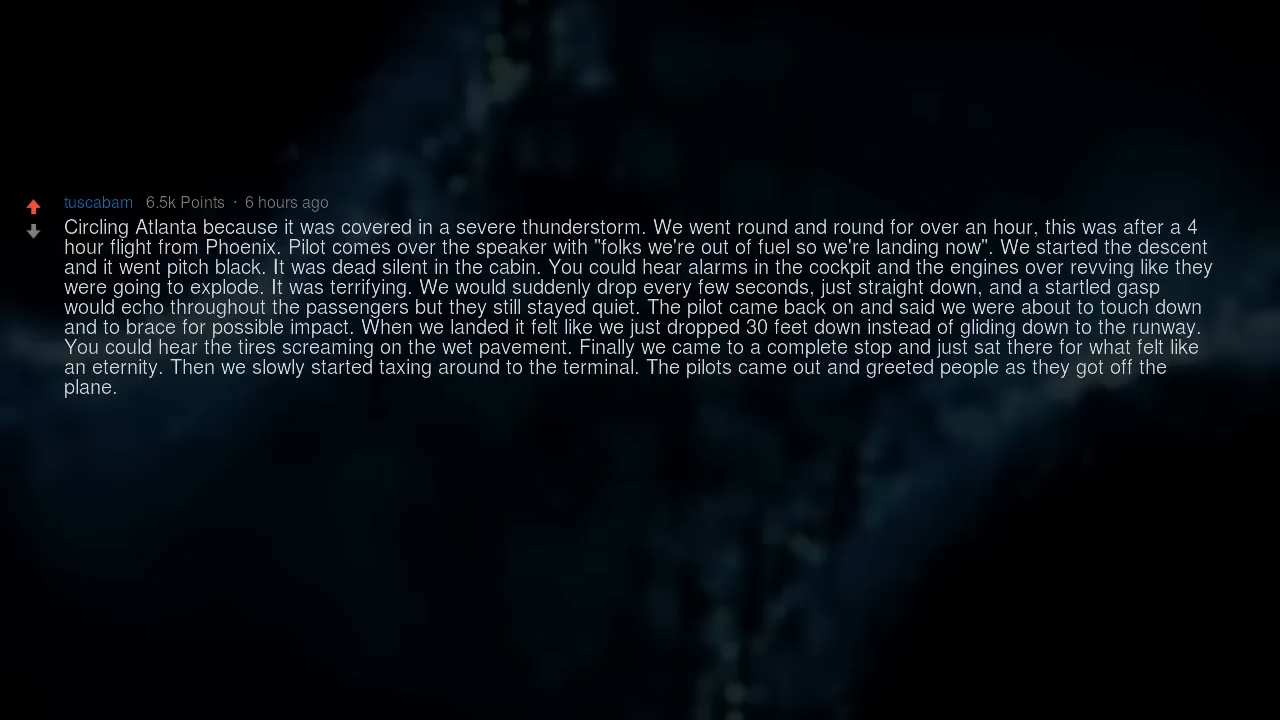 tuscabam 6.5k Points · 6 hours ago
Circling Atlanta because it was covered in a severe thunderstorm. We went round and round for over an hour, this was after a 4
hour flight from Phoenix. Pilot comes over the speaker with "folks we're out of fuel so we're landing now". We started the descent
and it went pitch black. It was dead silent in the cabin. You could hear alarms in the cockpit and the engines over revving like they
were going to explode. It was terrifying. We would suddenly drop every few seconds, just straight down, and a startled gasp
would echo throughout the passengers but they still stayed quiet. The pilot came back on and said we were about to touch down
and to brace for possible impact. When we landed it felt like we just dropped 30 feet down instead of gliding down to the runway.
You could hear the tires screaming on the wet pavement. Finally we came to a complete stop and just sat there for what felt like
an eternity. Then we slowly started taxing around to the terminal. The pilots came out and greeted people as they got off the
plane.